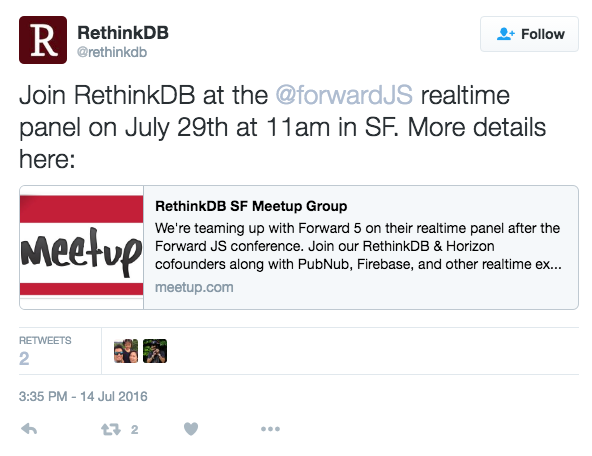 R
RethinkDB
@rethinkdb
Follow
Join RethinkDB at the @forwardJS realtime
panel on July 29th at 11am in SF. More details
here:
Meetup
RethinkDB SF Meetup Group
We're teaming up with Forward 5 on their realtime panel after the
Forward JS conference. Join our RethinkDB & Horizon
cofounders along with PubNub, Firebase, and other realtime ex...
meetup.com
RETWEETS
2
3:35 PM - 14 Jul 2016
2